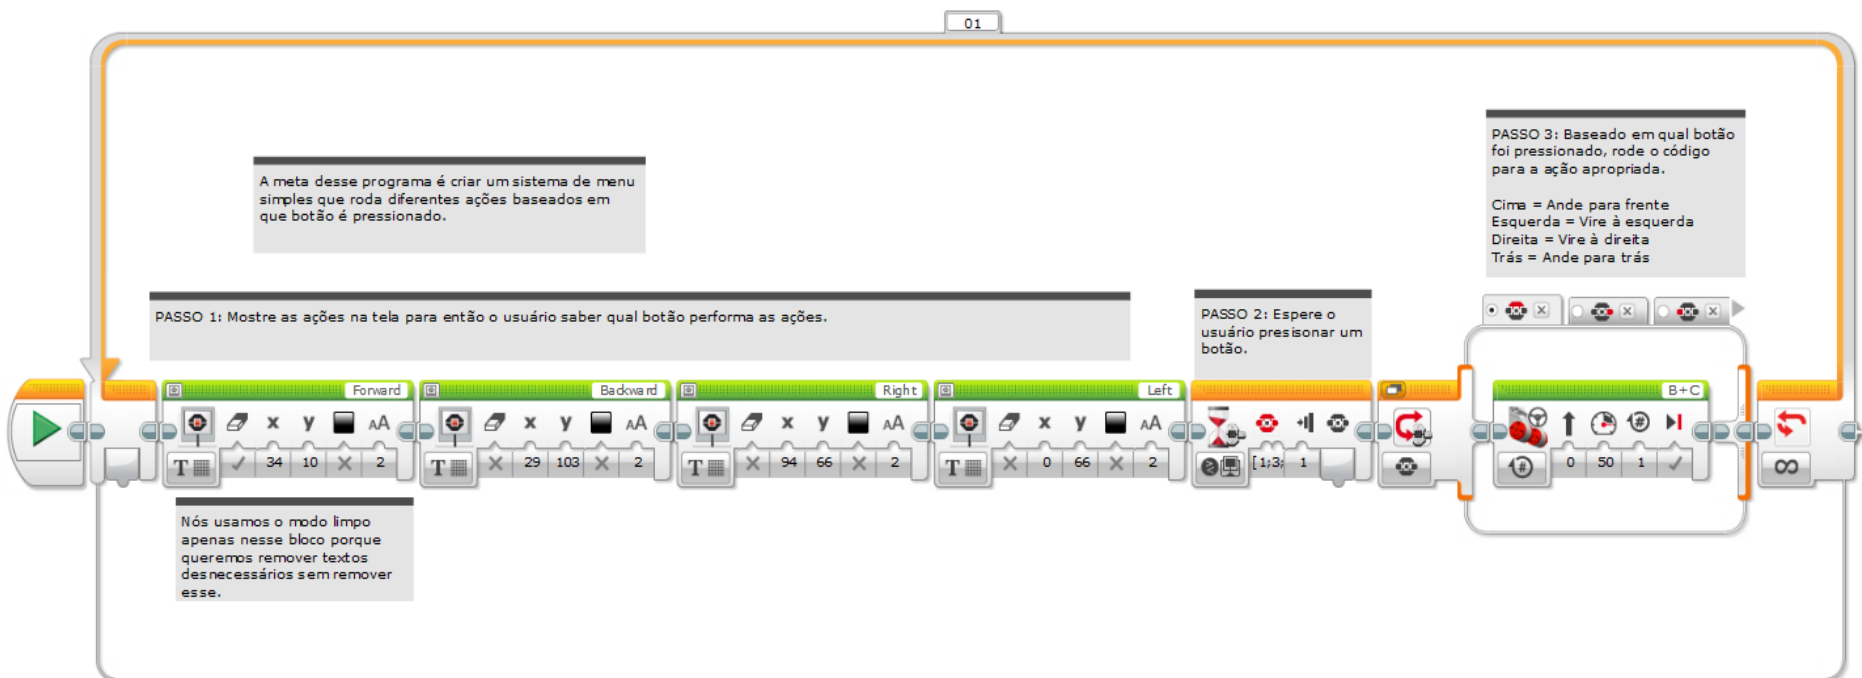 01
PASSO 3: Baseado em qual botão
foi pressionado, rode o código
para a ação apropriada.
Cima = Ande para frente
Esquerda = Vire à esquerda
Direita = Vire à direita
Trás = Ande para trás
A meta desse programa é criar um sistema de menu
simples que roda diferentes ações baseados em
que botão é pressionado.
PASSO 1: Mostre as ações na tela para então o usuário saber qual botão performa as ações.
PASSO 2: Espere o
usuário presisonar um
botão.
Forward
Backward
Right
Left
B+C
x y AA
x y AA
x y AA
x y AA
#
T 34 10 2
T 29 103 2
T 94 66 2
T 0 66 2
[1;3; 1
# 0 50 1
∞
Nós usamos o modo limpo
apenas nesse bloco porque
queremos remover textos
desnecessários sem remover
esse.